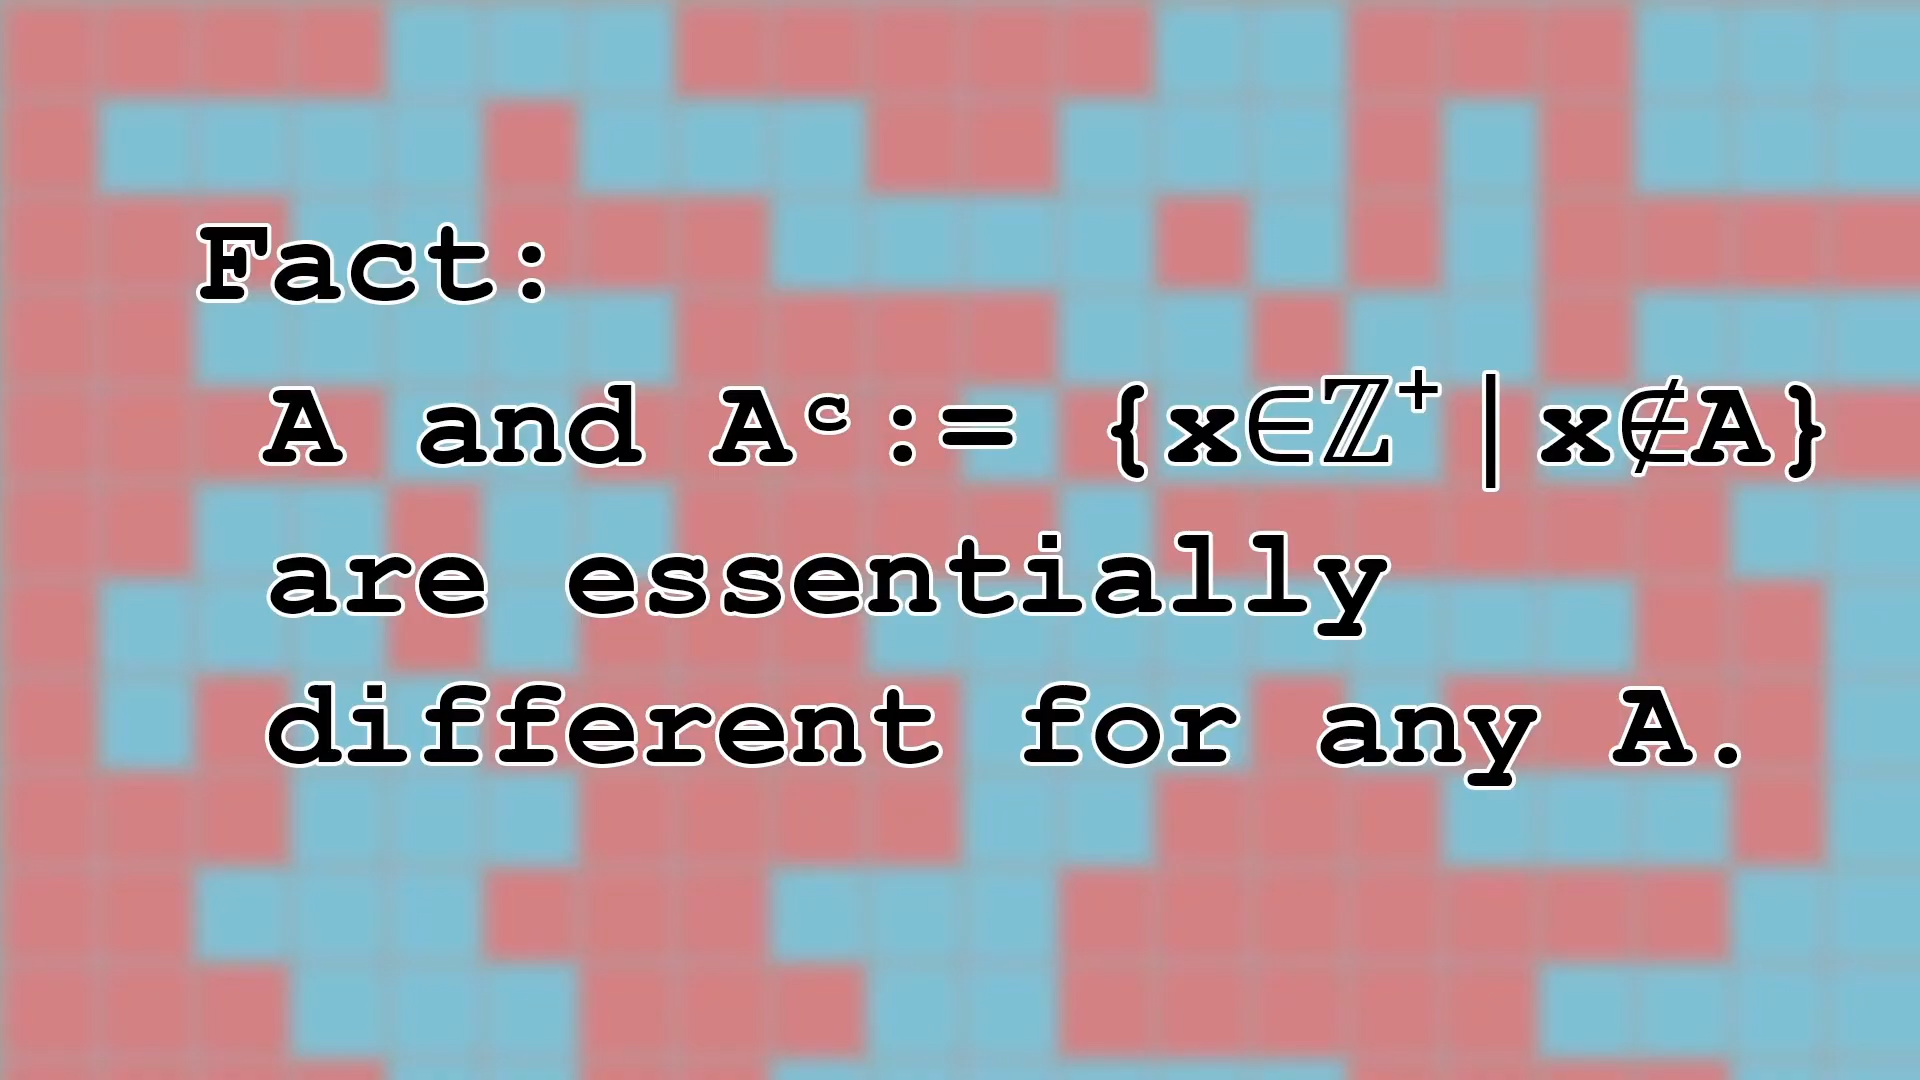 Fact:
A and Aᶜ:= {x∈ℤ⁺|x∉A}
are essentially
different for any A.